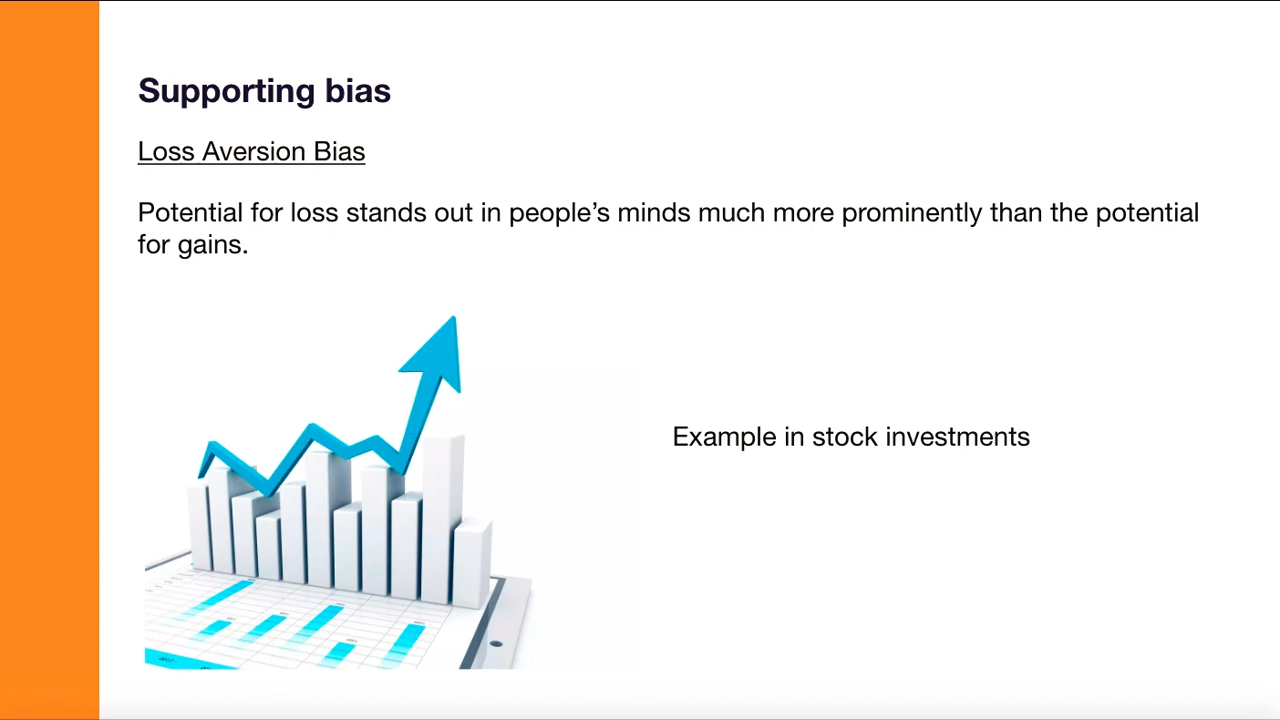 Supporting bias
Loss Aversion Bias
Potential for loss stands out in people’s minds much more prominently than the potential
for gains.
Example in stock investments